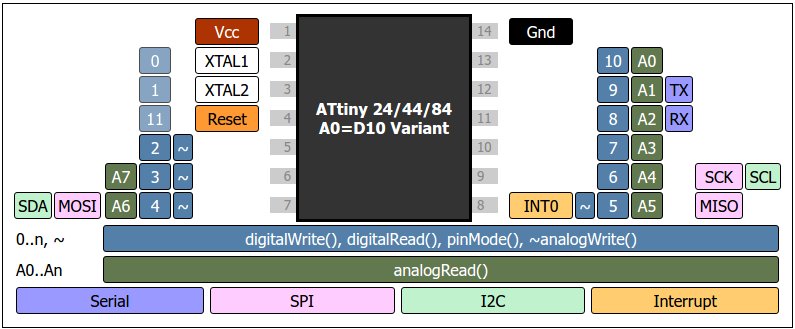 Vcc 1 14 Gnd
0 XTAL1 2 13 10 A0
1 XTAL2 3 12 9 A1 TX
11 Reset 4 ATtiny 24/44/84 11 8 A2 RX
A0=D10 Variant
2 ~ 5 10 7 A3
A7 3 ~ 6 9 6 A4 SCK SCL
SDA MOSI A6 4 ~ 7 8 INT0 ~ 5 A5 MISO
0..n, ~ digitalWrite(), digitalRead(), pinMode(), ~analogWrite()
A0..An analogRead()
Serial SPI I2C Interrupt